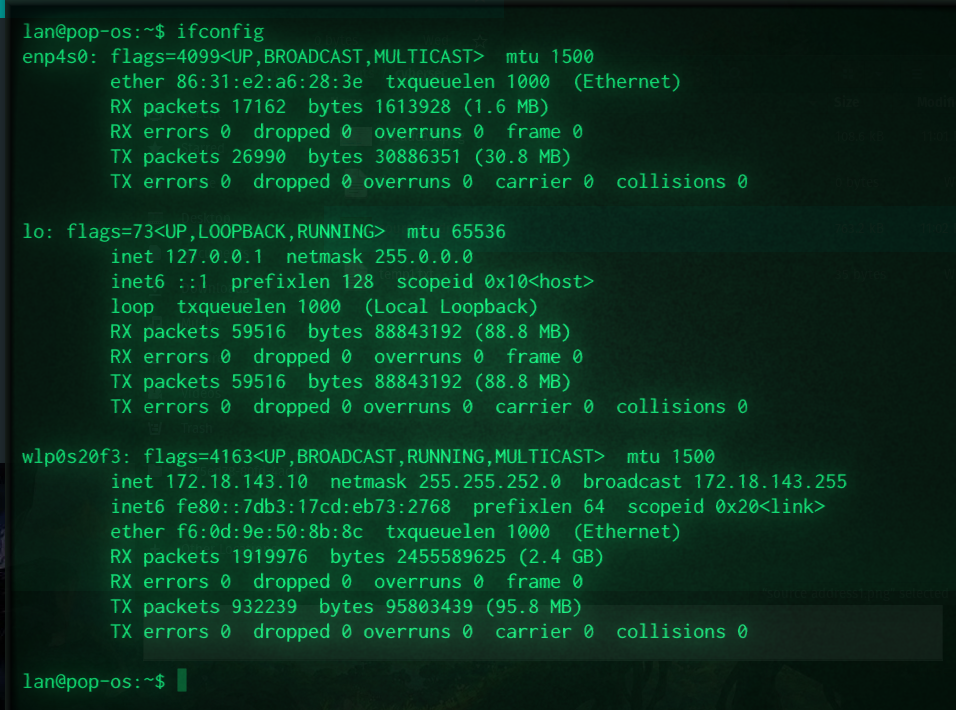 lan@pop-os:~$ ifconfig
enp4s0: flags=4099<UP,BROADCAST,MULTICAST>  mtu 1500
        ether 86:31:e2:a6:28:3e  txqueuelen 1000  (Ethernet)
        RX packets 17162  bytes 1613928 (1.6 MB)
        RX errors 0  dropped 0  overruns 0  frame 0
        TX packets 26990  bytes 30886351 (30.8 MB)
        TX errors 0  dropped 0 overruns 0  carrier 0  collisions 0

lo: flags=73<UP,LOOPBACK,RUNNING>  mtu 65536
        inet 127.0.0.1  netmask 255.0.0.0
        inet6 ::1  prefixlen 128  scopeid 0x10<host>
        loop  txqueuelen 1000  (Local Loopback)
        RX packets 59516  bytes 88843192 (88.8 MB)
        RX errors 0  dropped 0  overruns 0  frame 0
        TX packets 59516  bytes 88843192 (88.8 MB)
        TX errors 0  dropped 0 overruns 0  carrier 0  collisions 0

wlp0s20f3: flags=4163<UP,BROADCAST,RUNNING,MULTICAST>  mtu 1500
        inet 172.18.143.10  netmask 255.255.252.0  broadcast 172.18.143.255
        inet6 fe80::7db3:17cd:eb73:2768  prefixlen 64  scopeid 0x20<link>
        ether f6:0d:9e:50:8b:8c  txqueuelen 1000  (Ethernet)
        RX packets 1919976  bytes 2455589625 (2.4 GB)
        RX errors 0  dropped 0  overruns 0  frame 0
        TX packets 932239  bytes 95803439 (95.8 MB)
        TX errors 0  dropped 0 overruns 0  carrier 0  collisions 0

lan@pop-os:~$